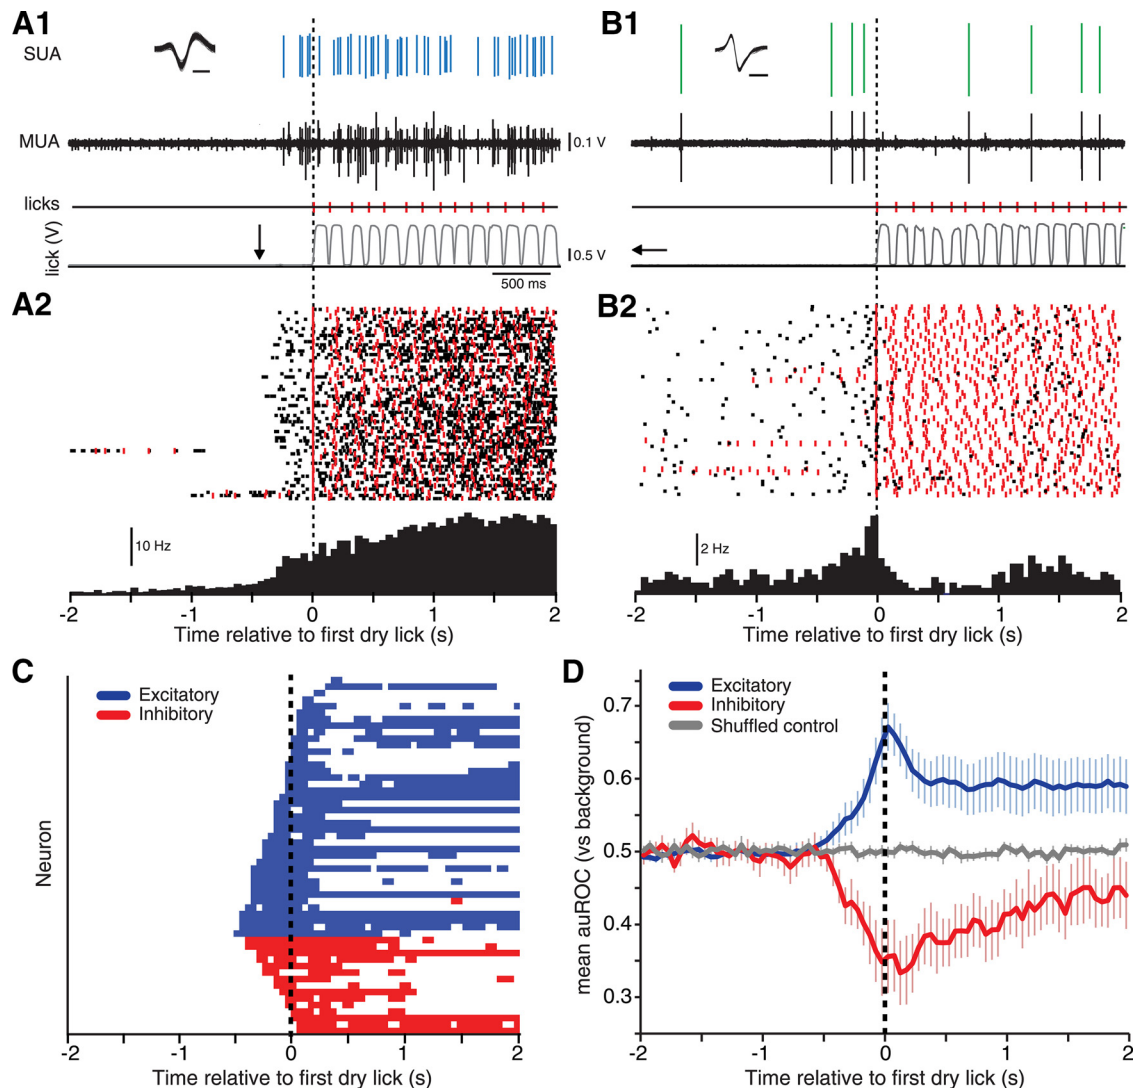 A1
SUA
MUA
0.1 V
licks
lick (V)
0.5 V
500 ms
B1
A2
10 Hz
-2
-1
0
1
2
Time relative to first dry lick (s)
B2
2 Hz
-2
-1
0
1
2
Time relative to first dry lick (s)
C
Excitatory
Inhibitory
Neuron
-2
-1
0
1
2
Time relative to first dry lick (s)
D
Excitatory
Inhibitory
Shuffled control
mean auROC (vs background)
0.7
0.6
0.5
0.4
0.3
-2
-1
0
1
2
Time relative to first dry lick (s)